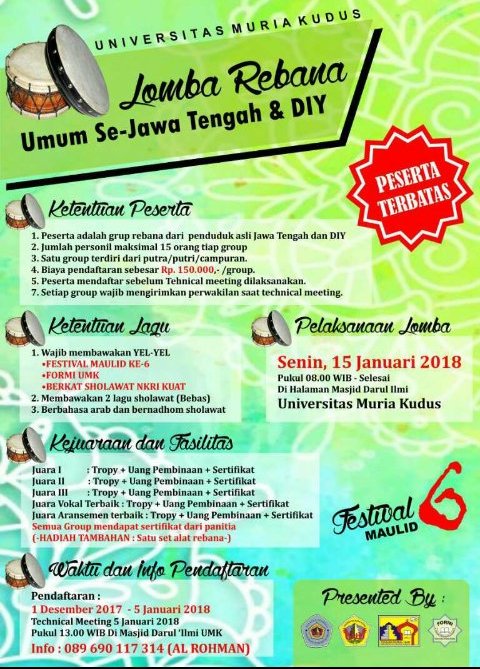 UNIVERSITAS MURIA KUDUS
Lomba Rebana
Umum Se-Jawa Tengah & DIY
PESERTA
TERBATAS
Ketentuan Peserta
1. Peserta adalah grup rebana dari penduduk asli Jawa Tengah dan DIY
2. Jumlah personil maksimal 15 orang tiap group
3. Satu group terdiri dari putra/putri/campuran.
4. Biaya pendaftaran sebesar Rp. 150.000,- /group.
5. Peserta mendaftar sebelum Tehnical meeting dilaksanakan.
7. Setiap group wajib mengirimkan perwakilan saat technical meeting.
Ketentuan Lagu
1. Wajib membawakan YEL-YEL
•FESTIVAL MAULID KE-6
•FORMI UMK
•BERKAT SHOLAWAT NKRI KUAT
2. Membawakan 2 lagu sholawat (Bebas)
3. Berbahasa arab dan bernadhom sholawat
Pelaksanaan Lomba
Senin, 15 Januari 2018
Pukul 08.00 WIB - Selesai
Di Halaman Masjid Darul Ilmi
Universitas Muria Kudus
Kejuaraan dan Fasilitas
Juara I : Tropy + Uang Pembinaan + Sertifikat
Juara II : Tropy + Uang Pembinaan + Sertifikat
Juara III : Tropy + Uang Pembinaan + Sertifikat
Juara Vokal Terbaik : Tropy + Uang Pembinaan + Sertifikat
Juara Aransemen terbaik : Tropy + Uang Pembinaan + Sertifikat
Semua Group mendapat sertifikat dari panitia
(-HADIAH TAMBAHAN : Satu set alat rebana-)
Festival 6
MAULID
Waktu dan Info Pendaftaran
Pendaftaran :
1 Desember 2017 - 5 Januari 2018
Technical Meeting 5 Januari 2018
Pukul 13.00 WIB Di Masjid Darul 'Ilmi UMK
Info : 089 690 117 314 (AL ROHMAN)
Presented By :
FORMI